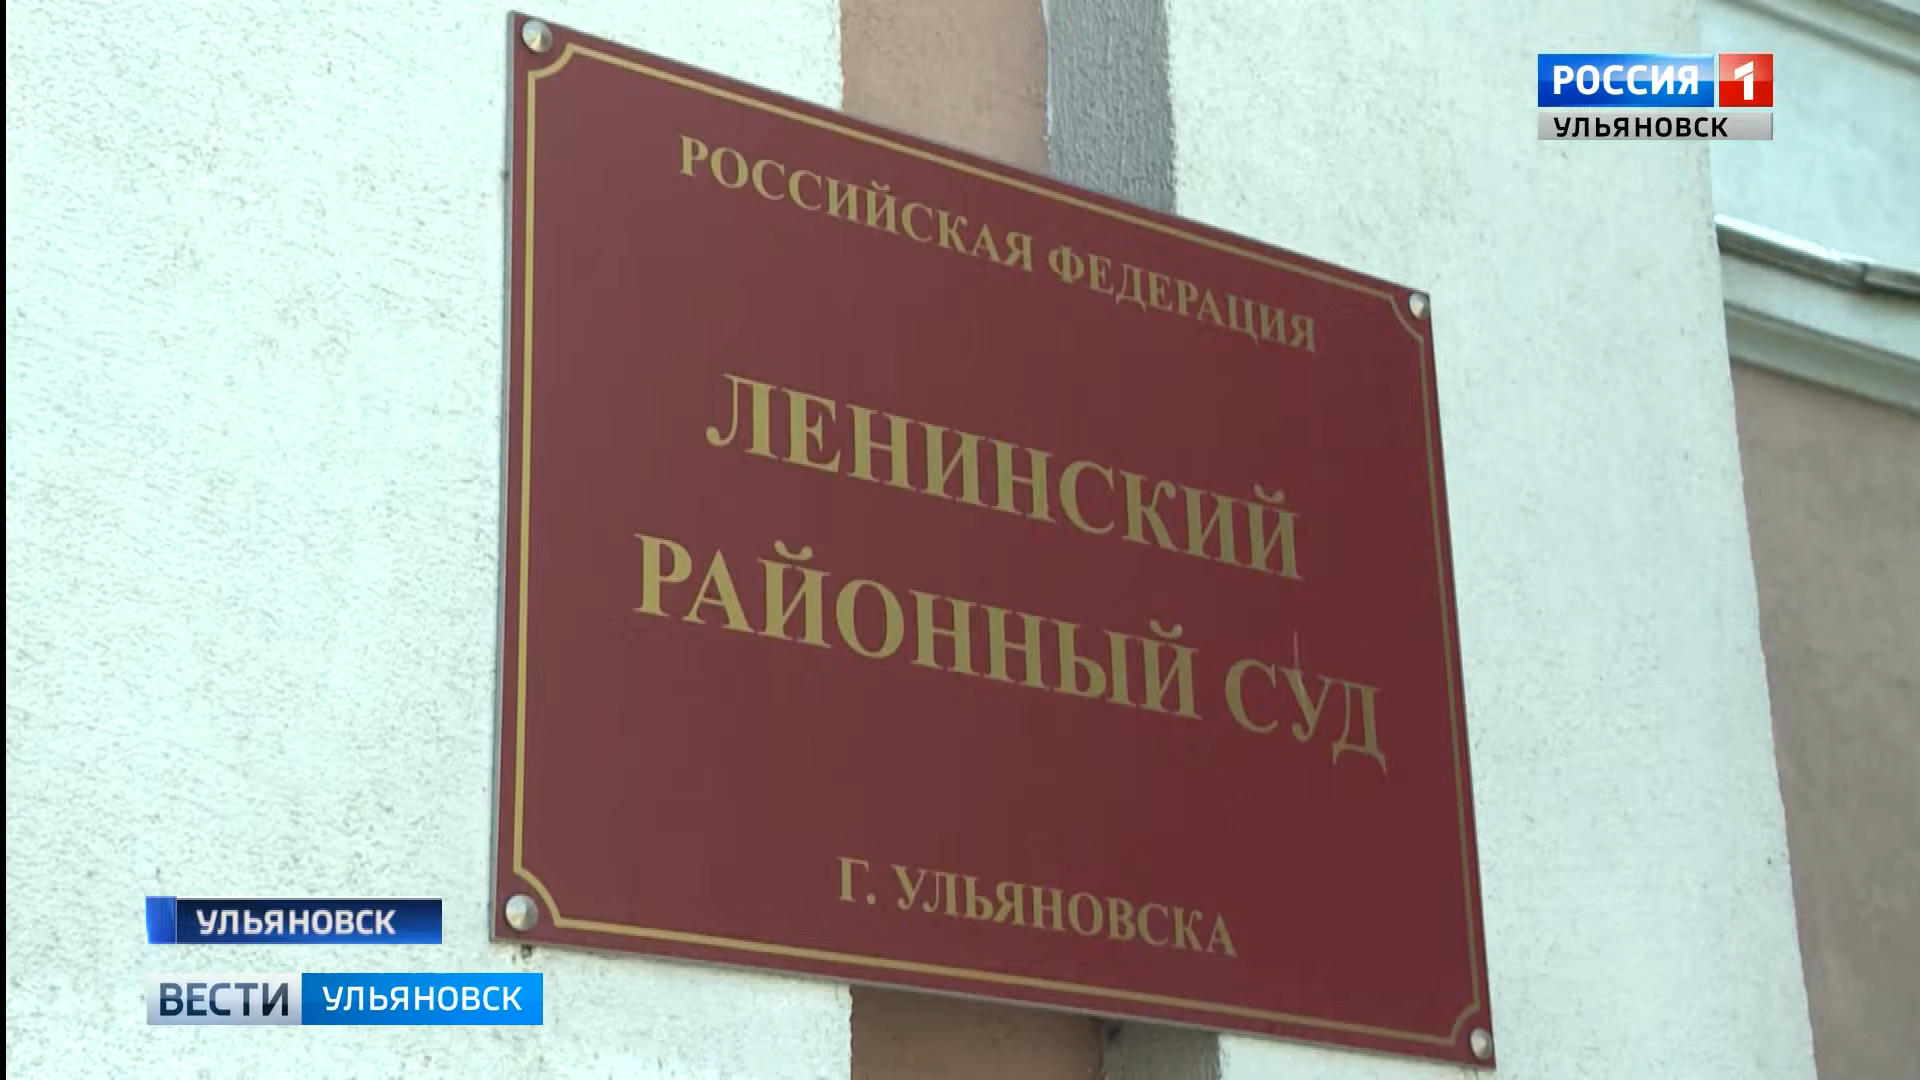 РОССИЯ 1
УЛЬЯНОВСК
РОССИЙСКАЯ ФЕДЕРАЦИЯ
ЛЕНИНСКИЙ
РАЙОННЫЙ СУД
Г. УЛЬЯНОВСКА
УЛЬЯНОВСК
ВЕСТИ УЛЬЯНОВСК